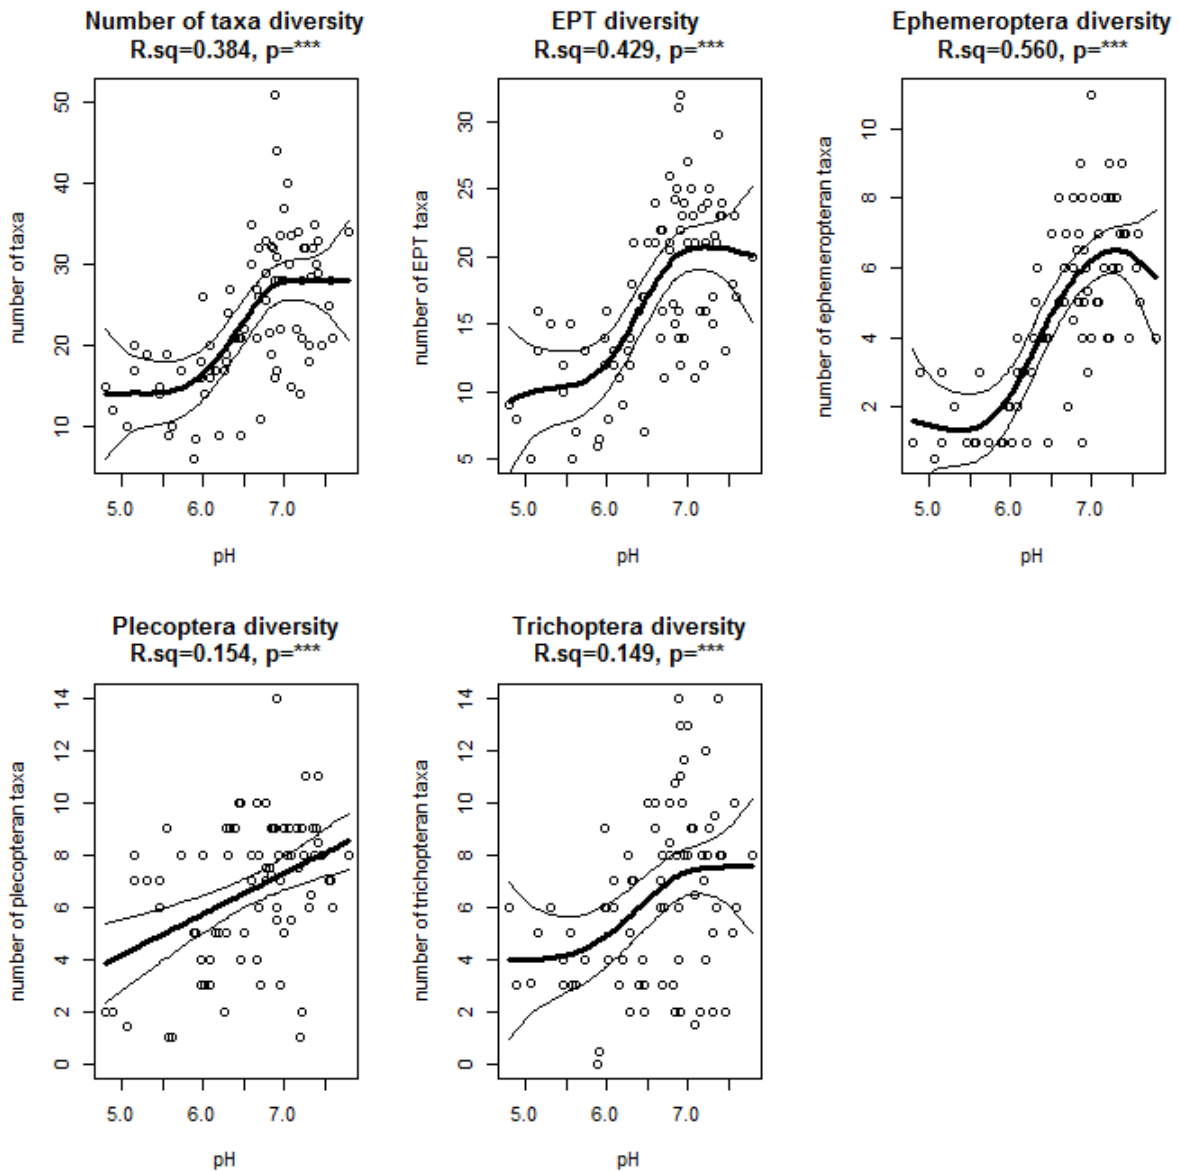 Number of taxa diversity
R.sq=0.384, p=***
number of taxa
50
40
30
20
10
5.0 6.0 7.0
pH
EPT diversity
R.sq=0.429, p=***
number of EPT taxa
30
25
20
15
10
5
5.0 6.0 7.0
pH
Ephemeroptera diversity
R.sq=0.560, p=***
number of ephemeropteran taxa
10
8
6
4
2
5.0 6.0 7.0
pH
Plecoptera diversity
R.sq=0.154, p=***
number of plecopteran taxa
14
12
10
8
6
4
2
0
5.0 6.0 7.0
pH
Trichoptera diversity
R.sq=0.149, p=***
number of trichopteran taxa
14
12
10
8
6
4
2
0
5.0 6.0 7.0
pH